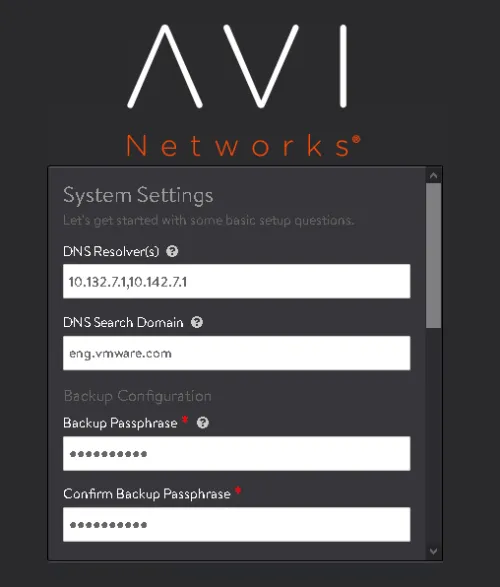 AVI
Networks®
System Settings
Let's get started with some basic setup questions.
DNS Resolver(s) ?
10.132.7.1,10.142.7.1
DNS Search Domain ?
eng.vmware.com
Backup Configuration
Backup Passphrase * ?
••••••••••
Confirm Backup Passphrase *
••••••••••